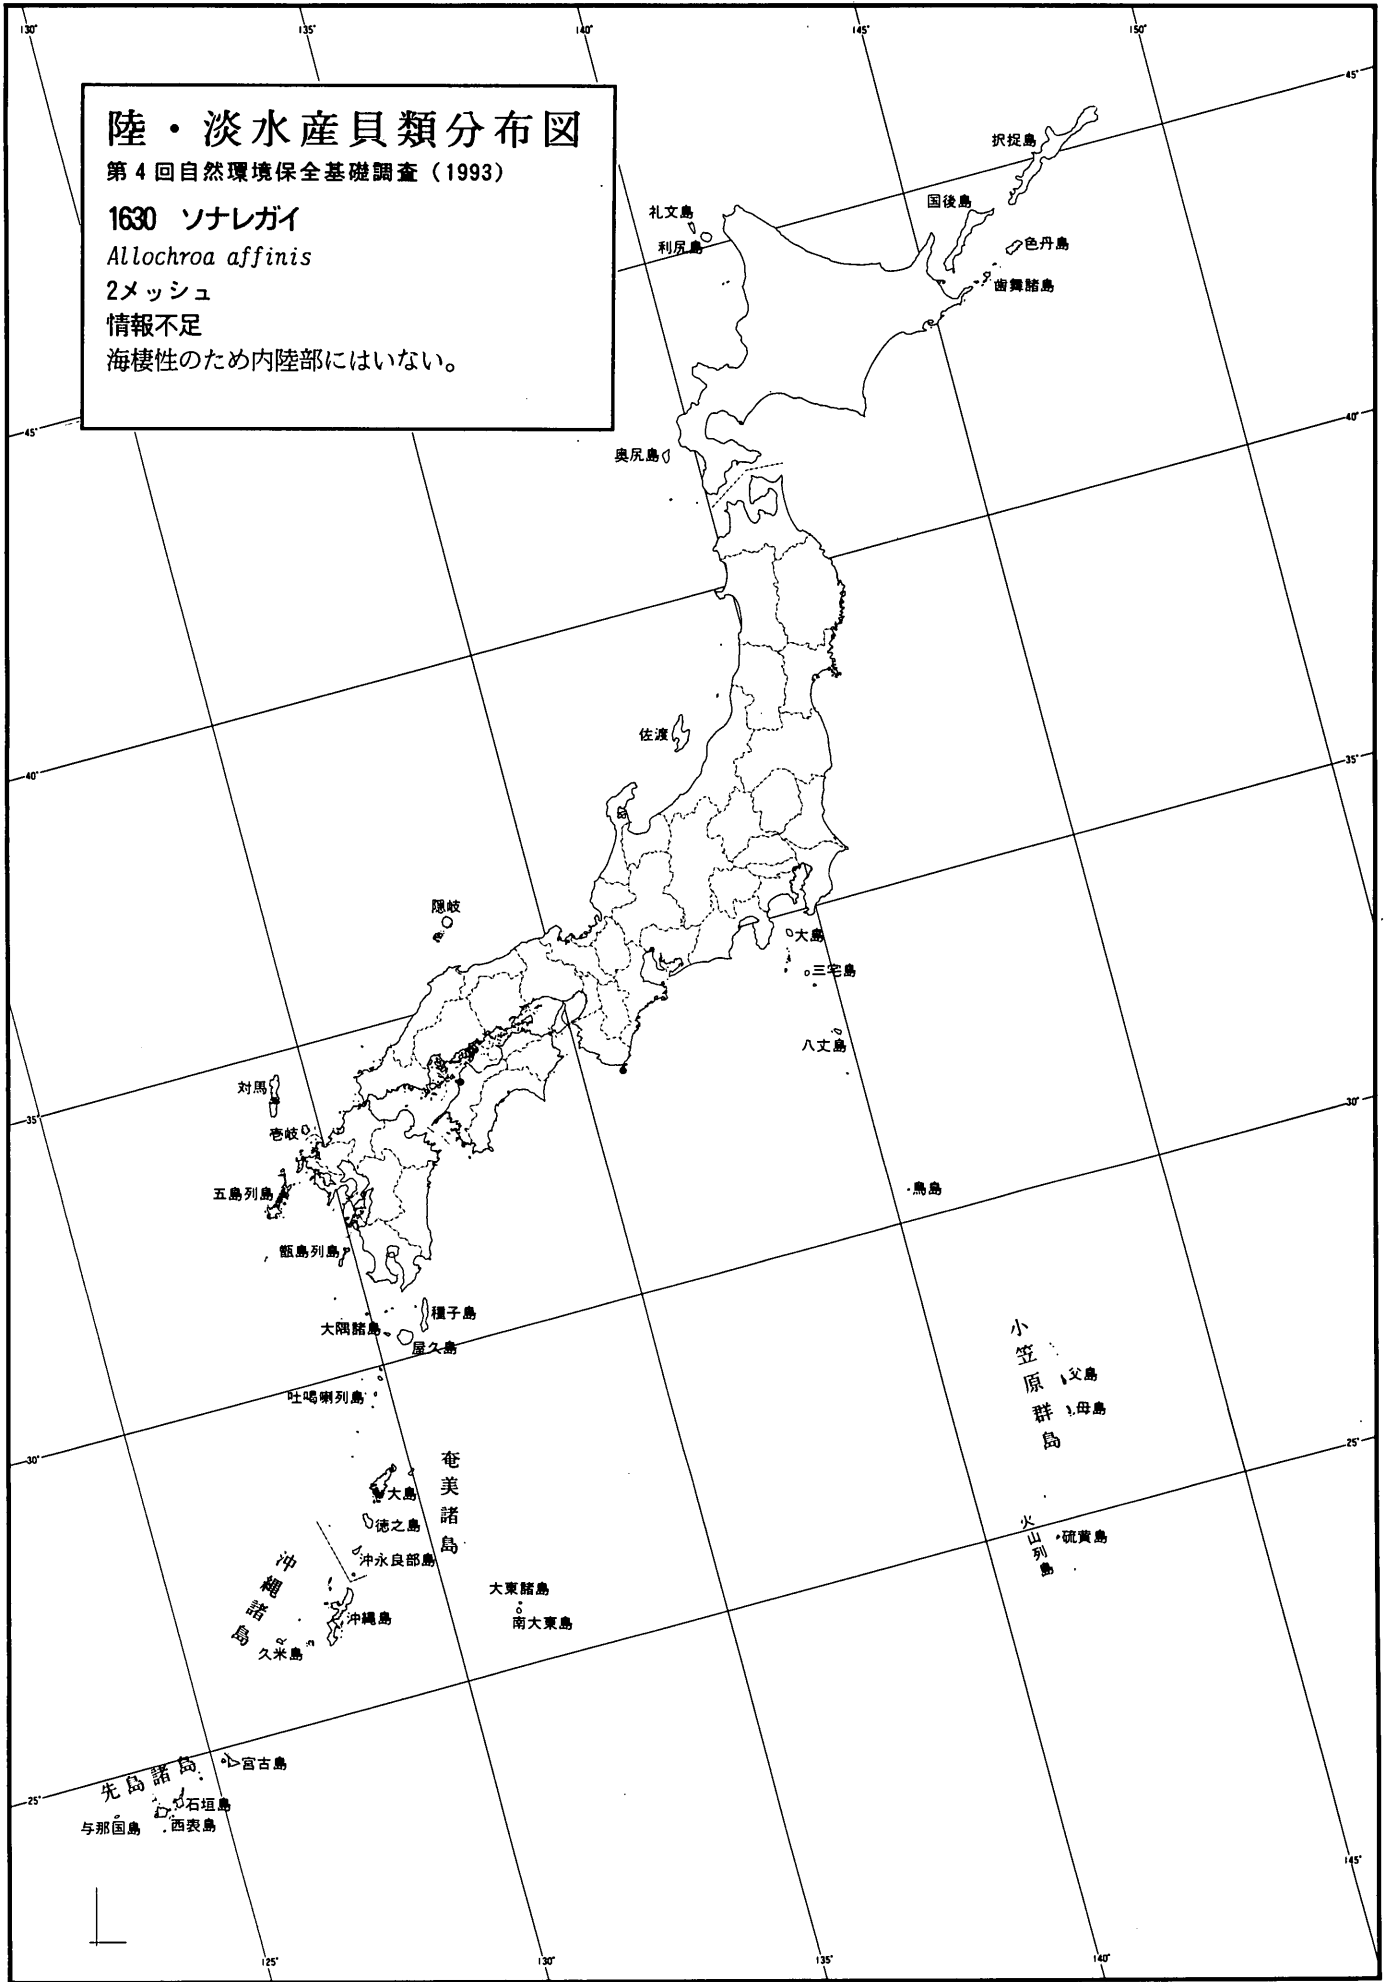 130°
135°
140°
145°
150°
陸・淡水産貝類分布図
第4回自然環境保全基礎調査(1993)
1630 ソナレガイ
Allochroa affinis
2メッシュ
情報不足
海棲性のため内陸部にはいない。
45°
択捉島
国後島
礼文島
利尻島
色丹島
歯舞諸島
40°
45°
奥尻島
佐渡
35°
40°
隠岐
大島
三宅島
八丈島
対馬
30°
35°
壱岐
五島列島
鳥島
甑島列島
種子島
大隅諸島
屋久島
小笠原群島
父島
吐喝喇列島
母島
25°
30°
奄美諸島
大島
徳之島
火山列島
硫黄島
沖永良部島
沖縄諸島
大東諸島
沖縄島
南大東島
久米島
先島諸島
宮古島
25°
石垣島
与那国島
西表島
145°
125°
130°
135°
140°